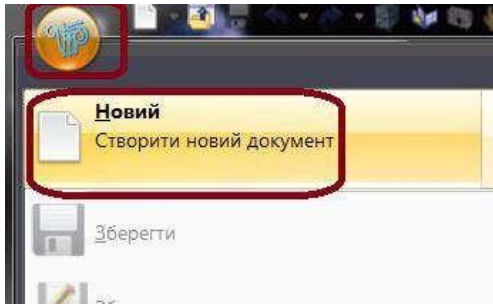 Новий
Створити новий документ
Зберегти